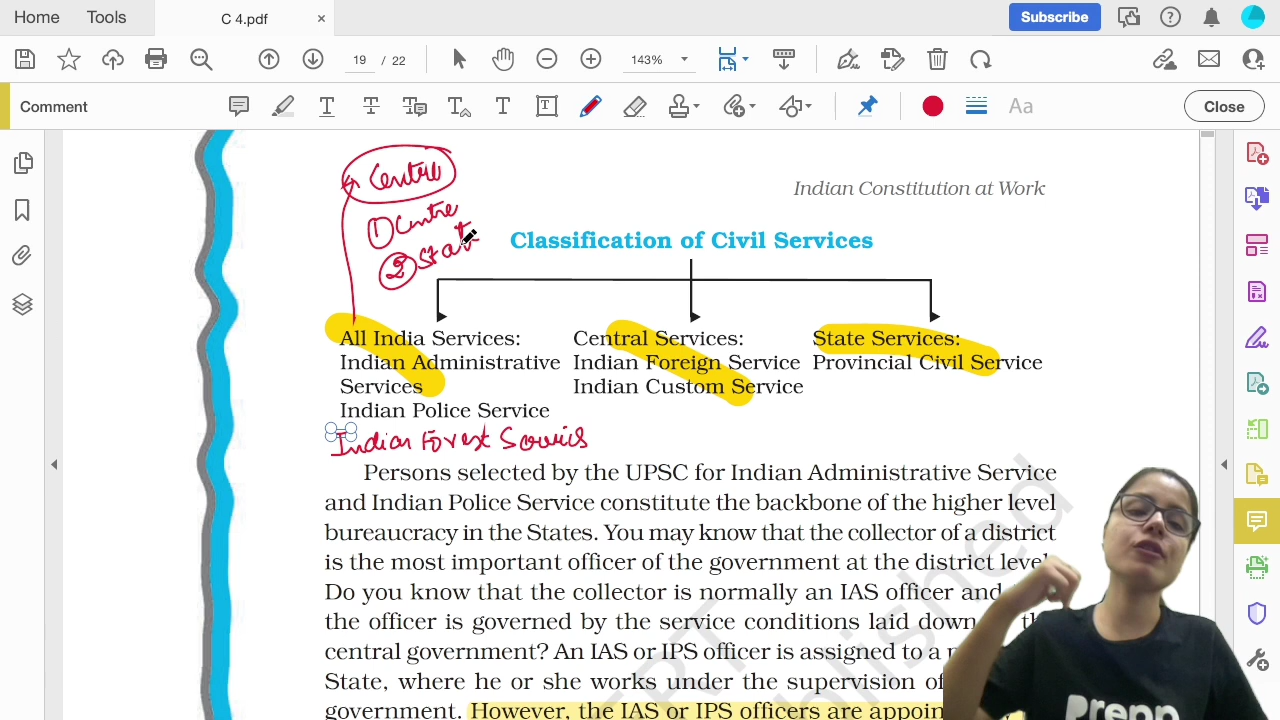 Home Tools C 4.pdf × Subscribe
19 / 22 143%
Comment Aa Close
Centre
Indian Constitution at Work
① Centre
② State
Classification of Civil Services
All India Services: Central Services: State Services:
Indian Administrative Indian Foreign Service Provincial Civil Service
Services Indian Custom Service
Indian Police Service
Indian Forest Servies
Persons selected by the UPSC for Indian Administrative Service
and Indian Police Service constitute the backbone of the higher level
bureaucracy in the States. You may know that the collector of a district
is the most important officer of the government at the district level.
Do you know that the collector is normally an IAS officer and
the officer is governed by the service conditions laid down
central government? An IAS or IPS officer is assigned to a
State, where he or she works under the supervision of
government. However, the IAS or IPS officers are appoin
Prepp